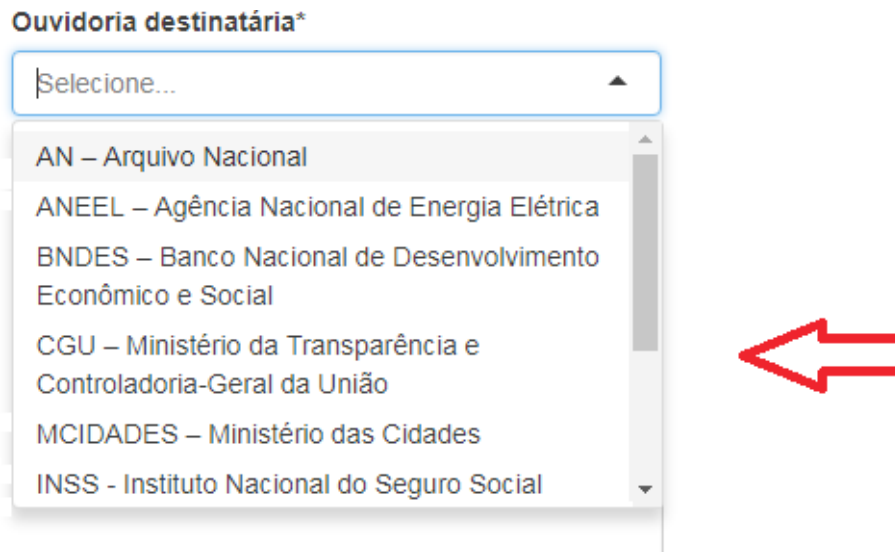 Ouvidoria destinatária*
Selecione...
AN – Arquivo Nacional
ANEEL – Agência Nacional de Energia Elétrica
BNDES – Banco Nacional de Desenvolvimento
Econômico e Social
CGU – Ministério da Transparência e
Controladoria-Geral da União
MCIDADES – Ministério das Cidades
INSS - Instituto Nacional do Seguro Social